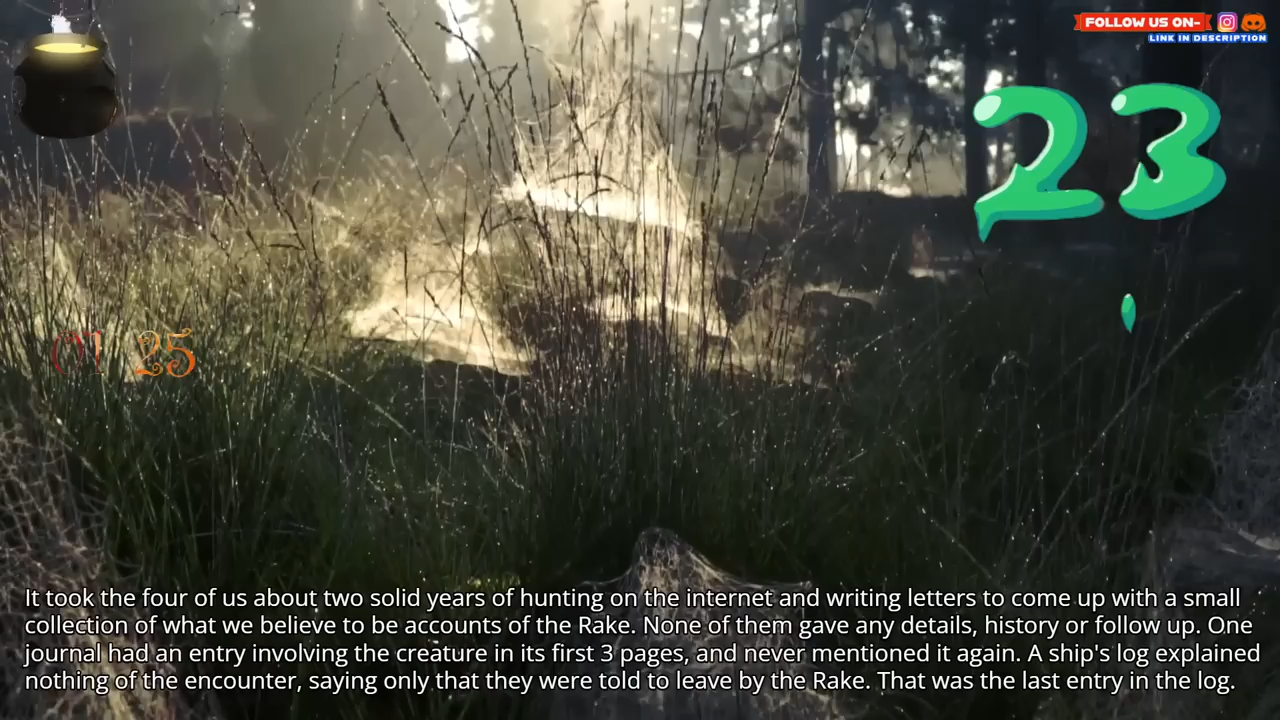 FOLLOW US ON-
LINK IN DESCRIPTION
23
01 25
It took the four of us about two solid years of hunting on the internet and writing letters to come up with a small
collection of what we believe to be accounts of the Rake. None of them gave any details, history or follow up. One
journal had an entry involving the creature in its first 3 pages, and never mentioned it again. A ship's log explained
nothing of the encounter, saying only that they were told to leave by the Rake. That was the last entry in the log.